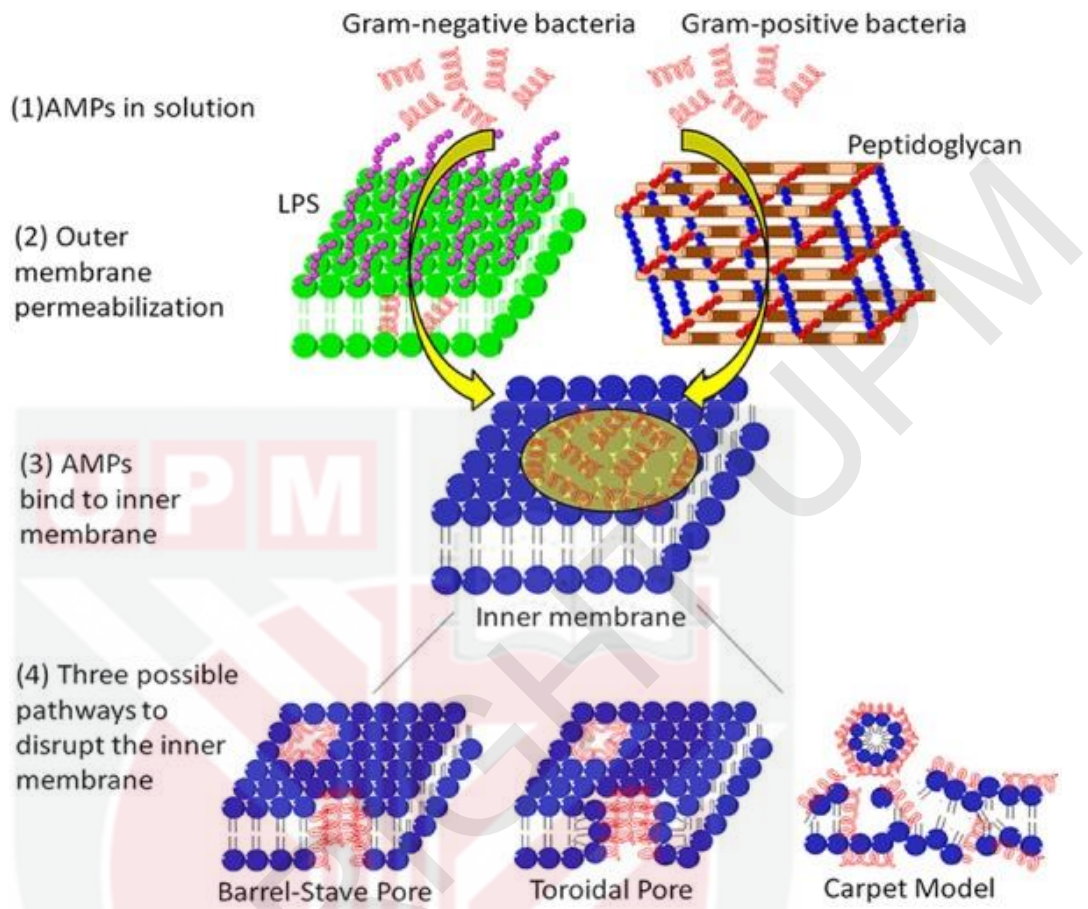 Gram-negative bacteria
Gram-positive bacteria
(1)AMPs in solution
Peptidoglycan
LPS
(2) Outer
membrane
permeabilization
(3) AMPs
bind to inner
membrane
UPM
Inner membrane
(4) Three possible
pathways to
disrupt the inner
membrane
Barrel-Stave Pore
Toroidal Pore
Carpet Model
PYRIGHT UPM